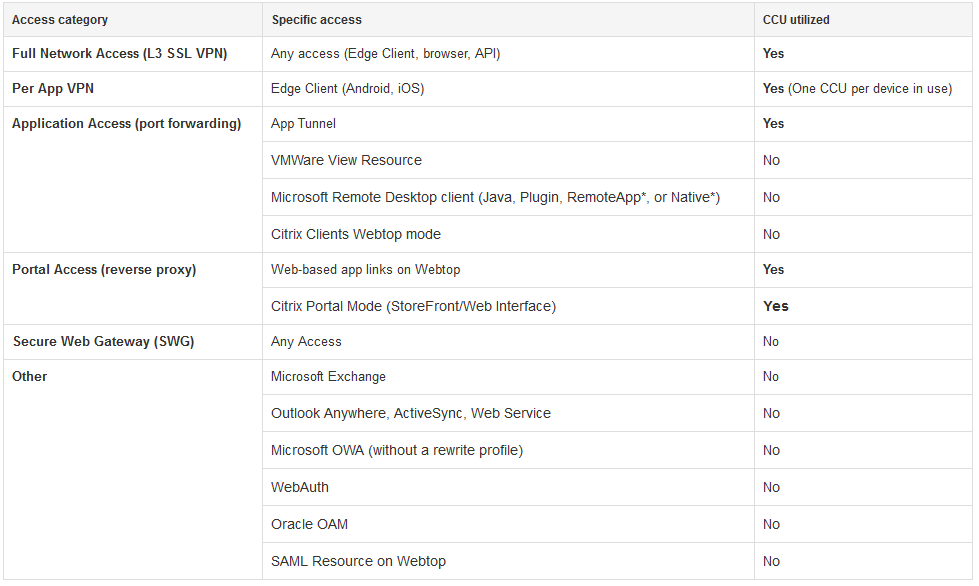 Access category Specific access CCU utilized
Full Network Access (L3 SSL VPN) Any access (Edge Client, browser, API) Yes
Per App VPN Edge Client (Android, iOS) Yes (One CCU per device in use)
Application Access (port forwarding) App Tunnel Yes
VMWare View Resource No
Microsoft Remote Desktop client (Java, Plugin, RemoteApp*, or Native*) No
Citrix Clients Webtop mode No
Portal Access (reverse proxy) Web-based app links on Webtop Yes
Citrix Portal Mode (StoreFront/Web Interface) Yes
Secure Web Gateway (SWG) Any Access No
Other Microsoft Exchange No
Outlook Anywhere, ActiveSync, Web Service No
Microsoft OWA (without a rewrite profile) No
WebAuth No
Oracle OAM No
SAML Resource on Webtop No